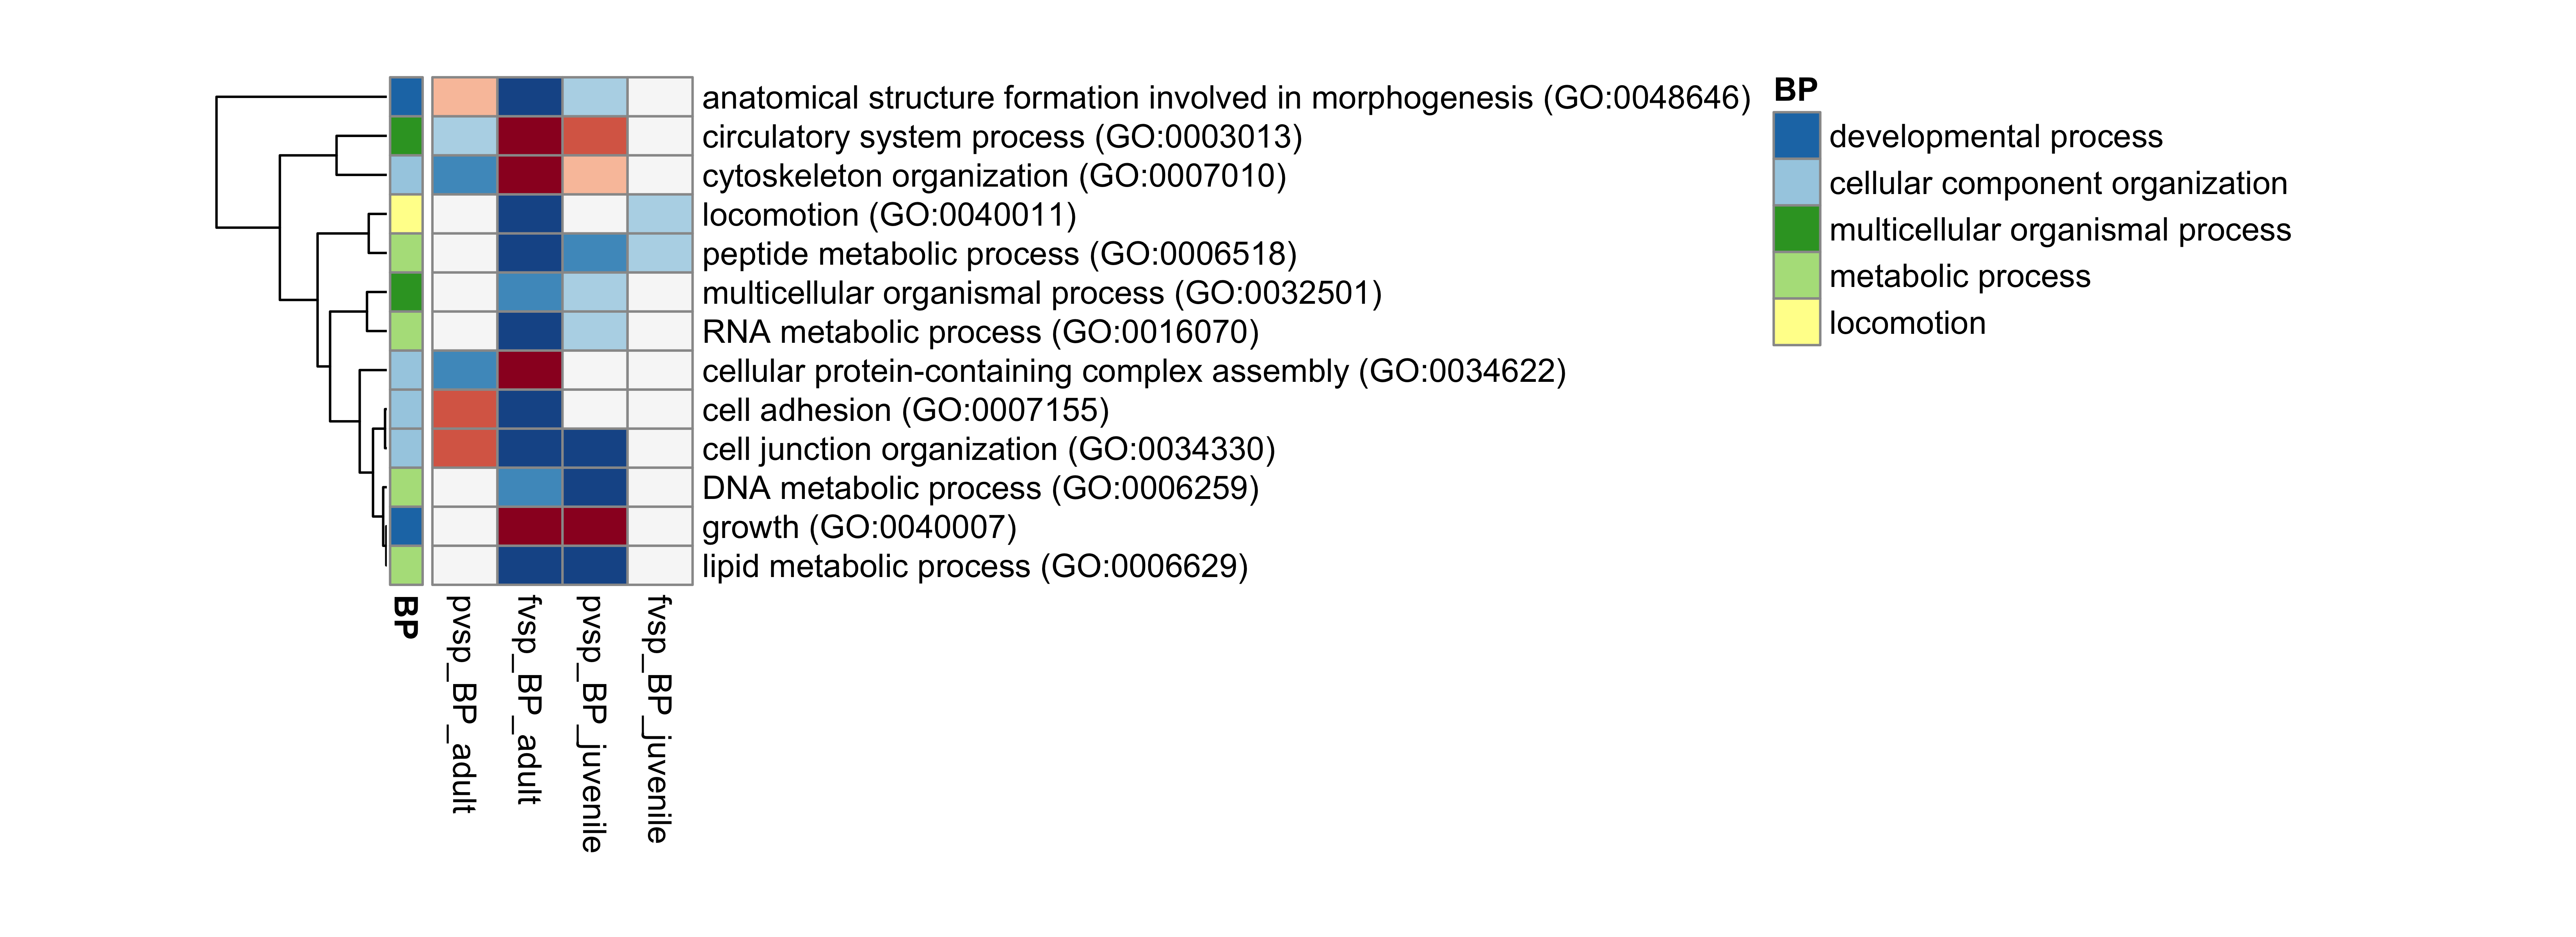 anatomical structure formation involved in morphogenesis (GO:0048646)
circulatory system process (GO:0003013)
cytoskeleton organization (GO:0007010)
locomotion (GO:0040011)
peptide metabolic process (GO:0006518)
multicellular organismal process (GO:0032501)
RNA metabolic process (GO:0016070)
cellular protein-containing complex assembly (GO:0034622)
cell adhesion (GO:0007155)
cell junction organization (GO:0034330)
DNA metabolic process (GO:0006259)
growth (GO:0040007)
lipid metabolic process (GO:0006629)
BP
pvsp_BP_adult
fvsp_BP_adult
pvsp_BP_juvenile
fvsp_BP_juvenile
BP
developmental process
cellular component organization
multicellular organismal process
metabolic process
locomotion